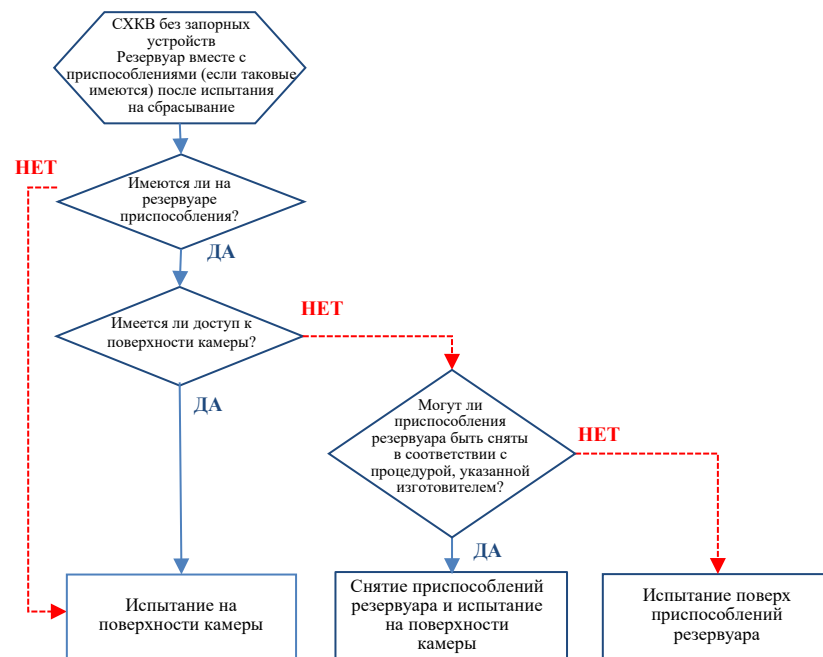 СХКВ без запорных
устройств
Резервуар вместе с
приспособлениями (если таковые
имеются) после испытания
на сбрасывание
НЕТ
Имеются ли на
резервуаре
приспособления?
ДА
НЕТ
Имеется ли доступ к
поверхности камеры?
ДА
Могут ли
приспособления
резервуара быть сняты
в соответствии с
процедурой, указанной
изготовителем?
НЕТ
ДА
Испытание на
поверхности камеры
Снятие приспособлений
резервуара и испытание
на поверхности
камеры
Испытание поверх
приспособлений
резервуара